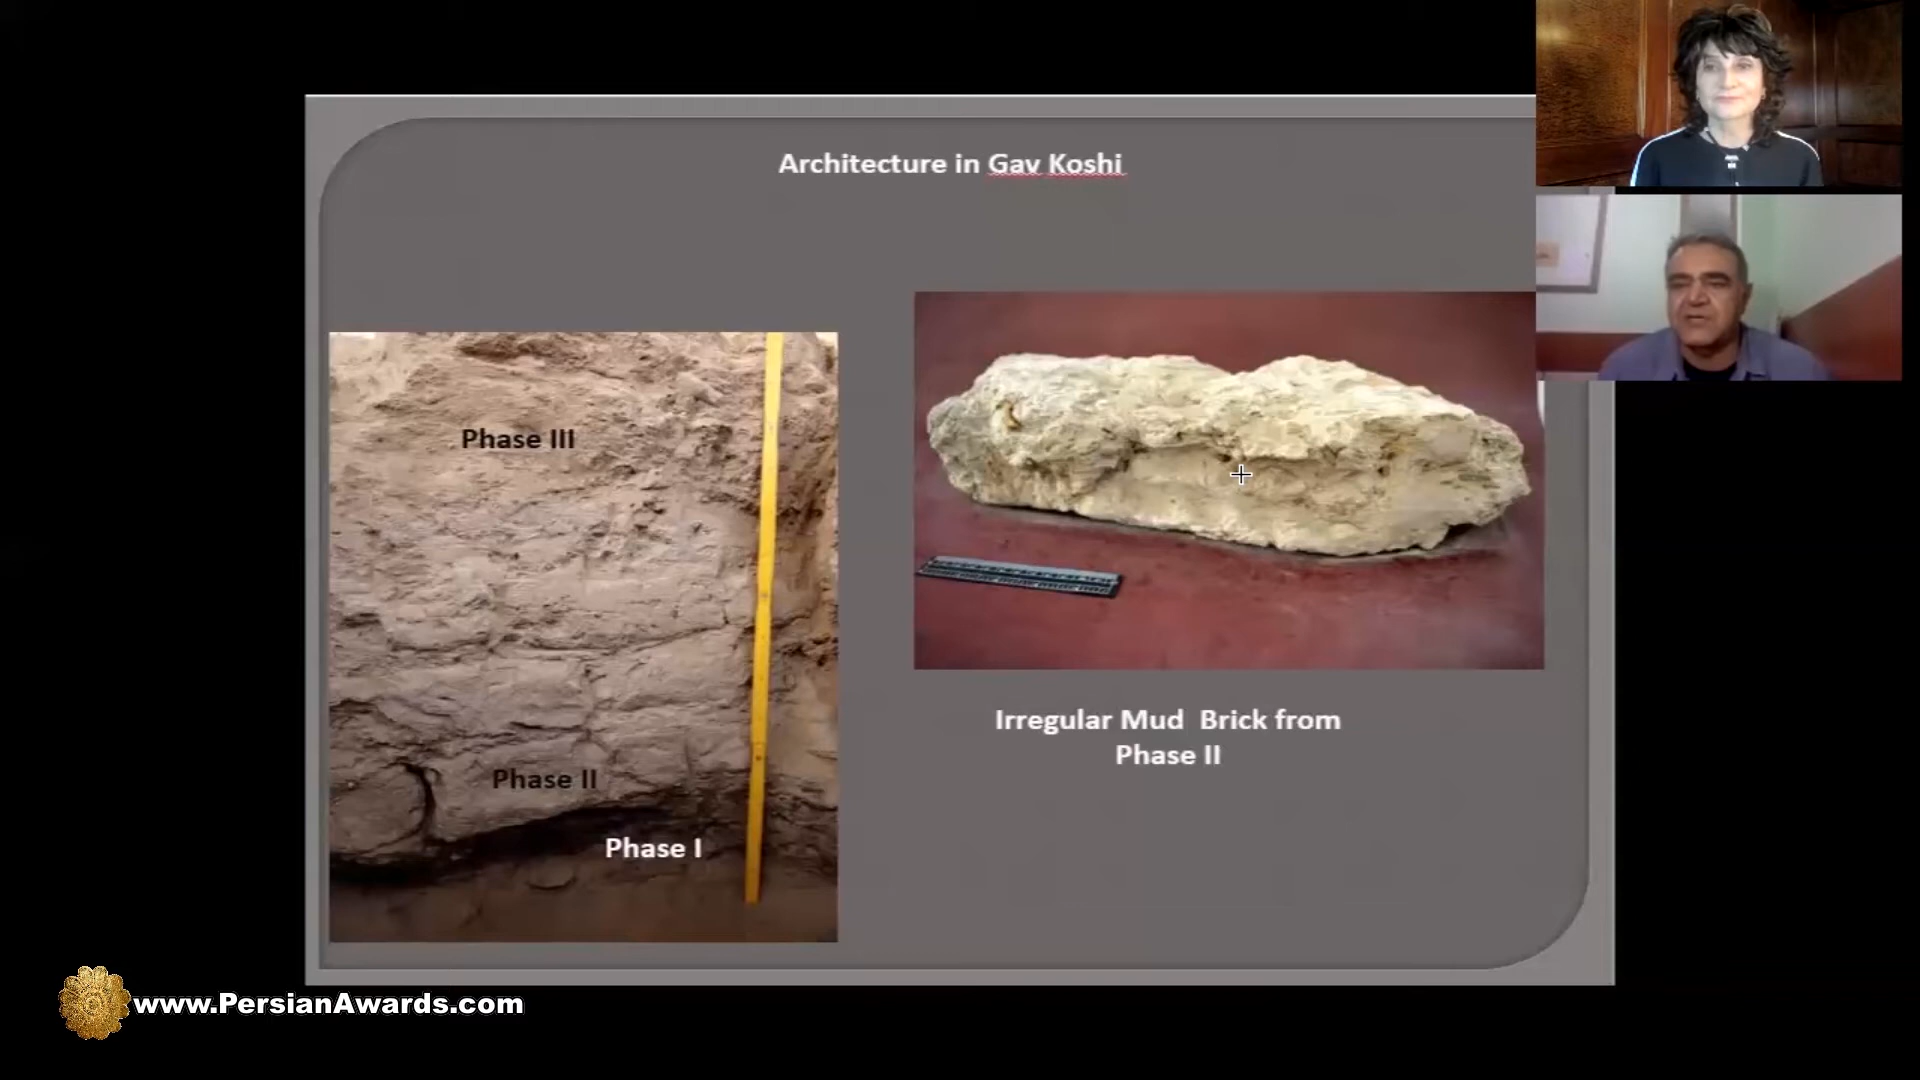 Architecture in Gav Koshi
Phase III
Phase II
Phase I
Irregular Mud Brick from
Phase II
www.PersianAwards.com